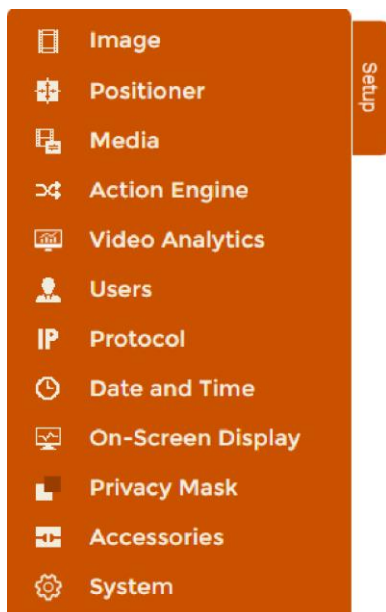 Image
Setup
Positioner
Media
Action Engine
Video Analytics
Users
IP Protocol
Date and Time
On-Screen Display
Privacy Mask
Accessories
System